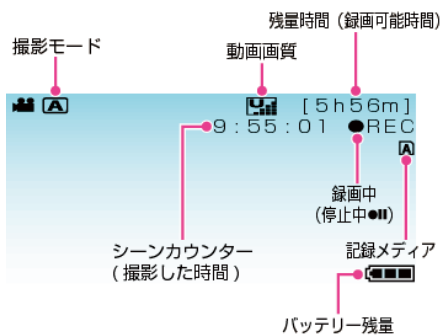 残量時間（録画可能時間）
撮影モード
動画画質
A
[5h56m]
9:55:01 ●REC
A
録画中
(停止中●II)
シーンカウンター
(撮影した時間)
記録メディア
バッテリー残量